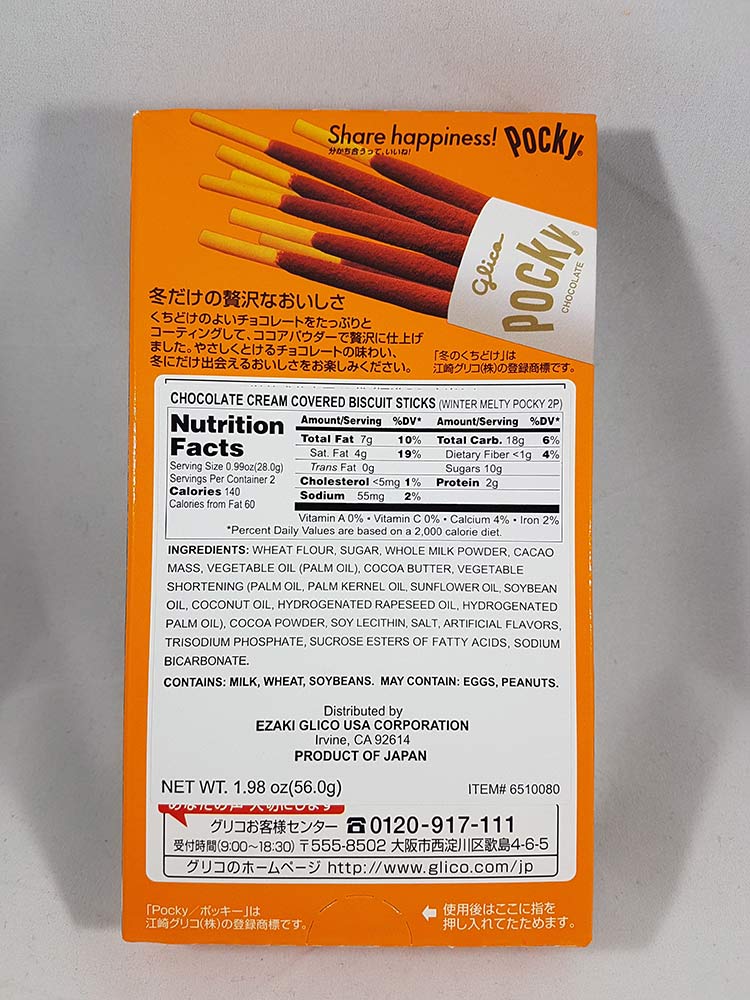 Share happiness! Pocky®
分かち合うって、いいね!
Glico
Pocky®
CHOCOLATE
冬だけの贅沢なおいしさ
くちどけのよいチョコレートをたっぷりと
コーティングして、ココアパウダーで贅沢に仕上げ
ました。やさしくとけるチョコレートの味わい、
冬にだけ出会えるおいしさをお楽しみください。
「冬のくちどけ」は
江崎グリコ(株)の登録商標です。
CHOCOLATE CREAM COVERED BISCUIT STICKS (WINTER MELTY POCKY 2P)
Nutrition
Facts
Serving Size 0.99oz(28.0g)
Servings Per Container 2
Calories 140
Calories from Fat 60
Amount/Serving %DV* Amount/Serving %DV*
Total Fat 7g 10% Total Carb. 18g 6%
Sat. Fat 4g 19% Dietary Fiber <1g 4%
Trans Fat 0g Sugars 10g
Cholesterol <5mg 1% Protein 2g
Sodium 55mg 2%
Vitamin A 0% • Vitamin C 0% • Calcium 4% • Iron 2%
*Percent Daily Values are based on a 2,000 calorie diet.
INGREDIENTS: WHEAT FLOUR, SUGAR, WHOLE MILK POWDER, CACAO
MASS, VEGETABLE OIL (PALM OIL), COCOA BUTTER, VEGETABLE
SHORTENING (PALM OIL, PALM KERNEL OIL, SUNFLOWER OIL, SOYBEAN
OIL, COCONUT OIL, HYDROGENATED RAPESEED OIL, HYDROGENATED
PALM OIL), COCOA POWDER, SOY LECITHIN, SALT, ARTIFICIAL FLAVORS,
TRISODIUM PHOSPHATE, SUCROSE ESTERS OF FATTY ACIDS, SODIUM
BICARBONATE.
CONTAINS: MILK, WHEAT, SOYBEANS. MAY CONTAIN: EGGS, PEANUTS.
Distributed by
EZAKI GLICO USA CORPORATION
Irvine, CA 92614
PRODUCT OF JAPAN
NET WT. 1.98 oz(56.0g) ITEM# 6510080
あなたの声 大切にします
グリコお客様センター ☎0120-917-111
受付時間(9:00~18:30) 〒555-8502 大阪市西淀川区歌島4-6-5
グリコのホームページ http://www.glico.com/jp
「Pocky/ポッキー」は
江崎グリコ(株)の登録商標です。
← 使用後はここに指を
押し入れてたためます。